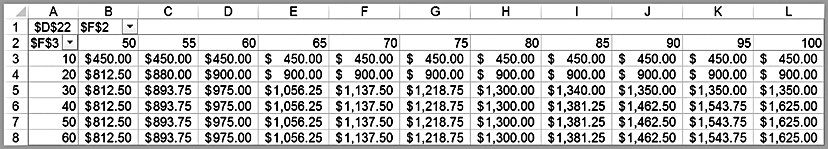 A B C D E F G H I J K L
1 $D$22 $F$2
2 $F$3 50 55 60 65 70 75 80 85 90 95 100
3 10 $450.00 $450.00 $450.00 $ 450.00 $ 450.00 $ 450.00 $ 450.00 $ 450.00 $ 450.00 $ 450.00 $ 450.00
4 20 $812.50 $880.00 $900.00 $ 900.00 $ 900.00 $ 900.00 $ 900.00 $ 900.00 $ 900.00 $ 900.00 $ 900.00
5 30 $812.50 $893.75 $975.00 $1,056.25 $1,137.50 $1,218.75 $1,300.00 $1,340.00 $1,350.00 $1,350.00 $1,350.00
6 40 $812.50 $893.75 $975.00 $1,056.25 $1,137.50 $1,218.75 $1,300.00 $1,381.25 $1,462.50 $1,543.75 $1,625.00
7 50 $812.50 $893.75 $975.00 $1,056.25 $1,137.50 $1,218.75 $1,300.00 $1,381.25 $1,462.50 $1,543.75 $1,625.00
8 60 $812.50 $893.75 $975.00 $1,056.25 $1,137.50 $1,218.75 $1,300.00 $1,381.25 $1,462.50 $1,543.75 $1,625.00